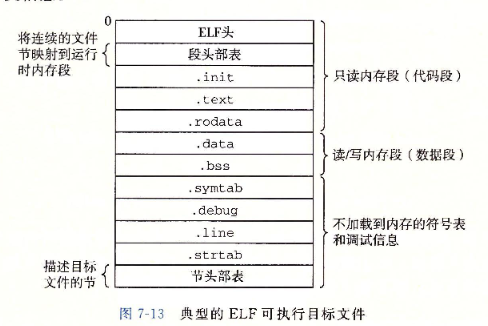 0
ELF头
将连续的文件
节映射到运行
时内存段
段头部表
.init
.text
.rodata
只读内存段（代码段）
.data
.bss
读/写内存段（数据段）
.symtab
.debug
.line
.strtab
不加载到内存的符号表
和调试信息
描述目标
文件的节
节头部表
图 7-13 典型的 ELF 可执行目标文件